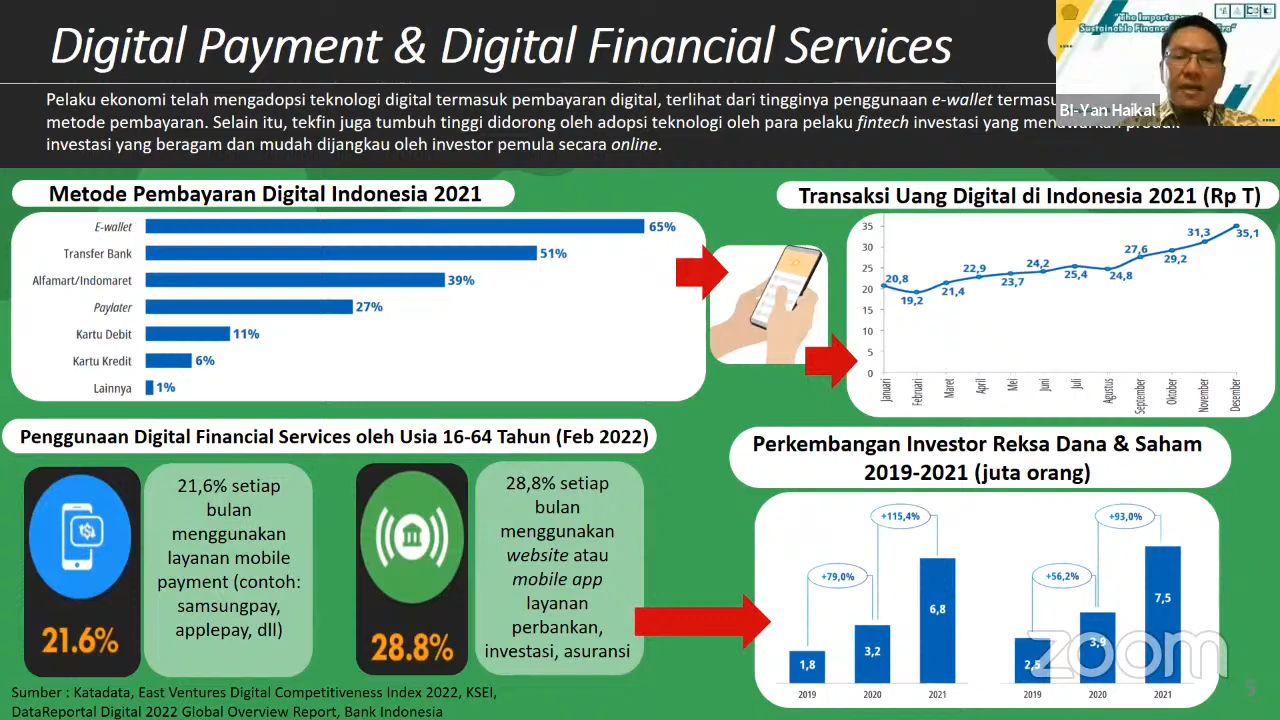 Digital Payment & Digital Financial Services
"The Importance
Sustainable Finance
BI-Yan Haikal
Pelaku ekonomi telah mengadopsi teknologi digital termasuk pembayaran digital, terlihat dari tingginya penggunaan e-wallet
metode pembayaran. Selain itu, tekfin juga tumbuh tinggi didorong oleh adopsi teknologi oleh para pelaku fintech investasi yang menawarkan produk
investasi yang beragam dan mudah dijangkau oleh investor pemula secara online.
Metode Pembayaran Digital Indonesia 2021
E-wallet 65%
Transfer Bank 51%
Alfamart/Indomaret 39%
Paylater 27%
Kartu Debit 11%
Kartu Kredit 6%
Lainnya 1%
Transaksi Uang Digital di Indonesia 2021 (Rp T)
35
30
25
20
15
10
5
0
20,8
19,2
21,4
22,9
23,7
24,2
25,4
24,8
27,6
29,2
31,3
35,1
Januari
Februari
Maret
April
Mei
Juni
Juli
Agustus
September
Oktober
November
Desember
Penggunaan Digital Financial Services oleh Usia 16-64 Tahun (Feb 2022)
21.6%
21,6% setiap
bulan
menggunakan
layanan mobile
payment (contoh:
samsungpay,
applepay, dll)
28.8%
28,8% setiap
bulan
menggunakan
website atau
mobile app
layanan
perbankan,
investasi, asuransi
Perkembangan Investor Reksa Dana & Saham
2019-2021 (juta orang)
+115,4%
+79,0%
1,8
3,2
6,8
2019 2020 2021
+93,0%
+56,2%
2,5
3,9
7,5
2019 2020 2021
zoom
Sumber : Katadata, East Ventures Digital Competitiveness Index 2022, KSEI,
DataReportal Digital 2022 Global Overview Report, Bank Indonesia
5